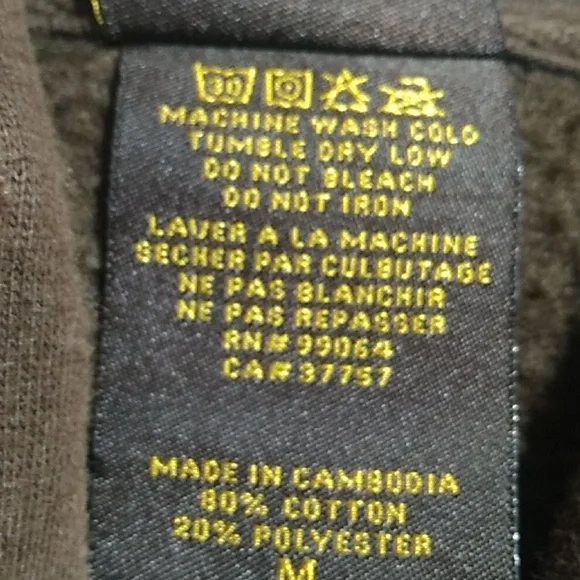 30
MACHINE WASH COLD
TUMBLE DRY LOW
DO NOT BLEACH
DO NOT IRON
LAVER A LA MACHINE
SECHER PAR CULBUTAGE
NE PAS BLANCHIR
NE PAS REPASSER
RN# 99064
CA# 37757
MADE IN CAMBODIA
80% COTTON
20% POLYESTER
M